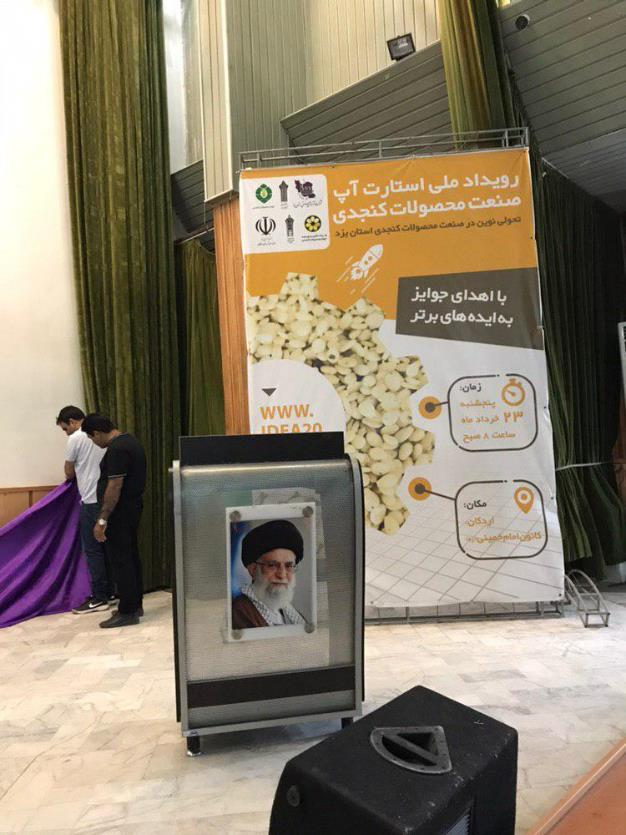 رویداد ملی استارت آپ
صنعت محصولات کنجدی
تحولی نوین در صنعت محصولات کنجدی استان یزد
با اهدای جوایز
به ایده های برتر
WWW.
IDEA20
زمان:
پنجشنبه
۲۳ خرداد ماه
ساعت ۸ صبح
مکان:
اردکان:
کانون امام خمینی(ره)